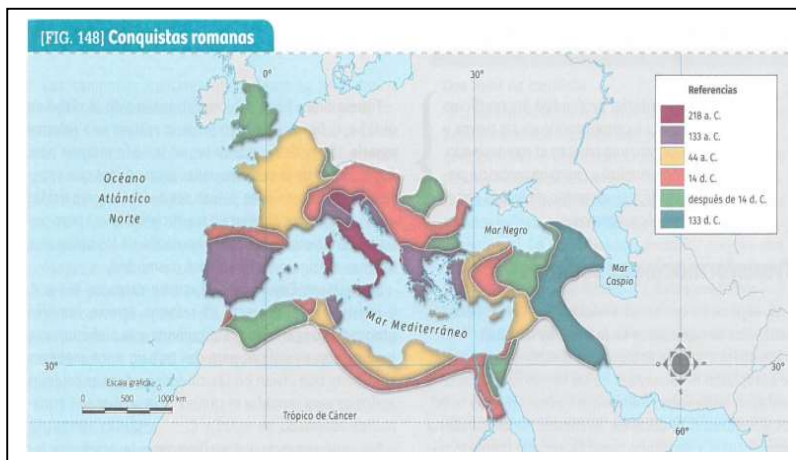 [FIG. 148] Conquistas romanas
0°
30°
Referencias
218 a. C.
133 a. C.
44 a. C.
14 d. C.
después de 14 d. C.
133 d. C.
Océano
Atlántico
Norte
Mar Negro
Mar
Caspio
Mar Mediterráneo
30°
30°
Escala gráfica
0 500 1000 km
Trópico de Cáncer
60°